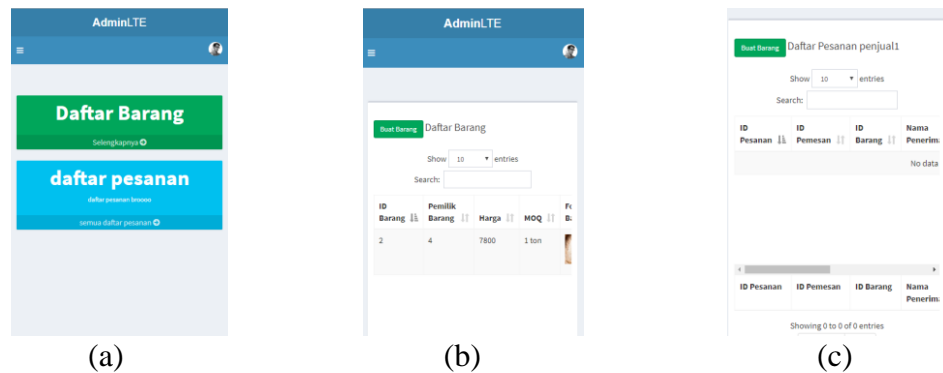 AdminLTE
Daftar Barang
Selengkapnya
daftar pesanan
daftar pesanan broooo
semua daftar pesanan
(a)
AdminLTE
Buat Barang Daftar Barang
Show 10 entries
Search:
ID Barang Pemilik Barang Harga MOQ
2 4 7800 1 ton
(b)
Buat Barang Daftar Pesanan penjual1
Show 10 entries
Search:
ID Pesanan ID Pemesan ID Barang Nama Penerim
No data
ID Pesanan ID Pemesan ID Barang Nama Penerim
Showing 0 to 0 of 0 entries
(c)